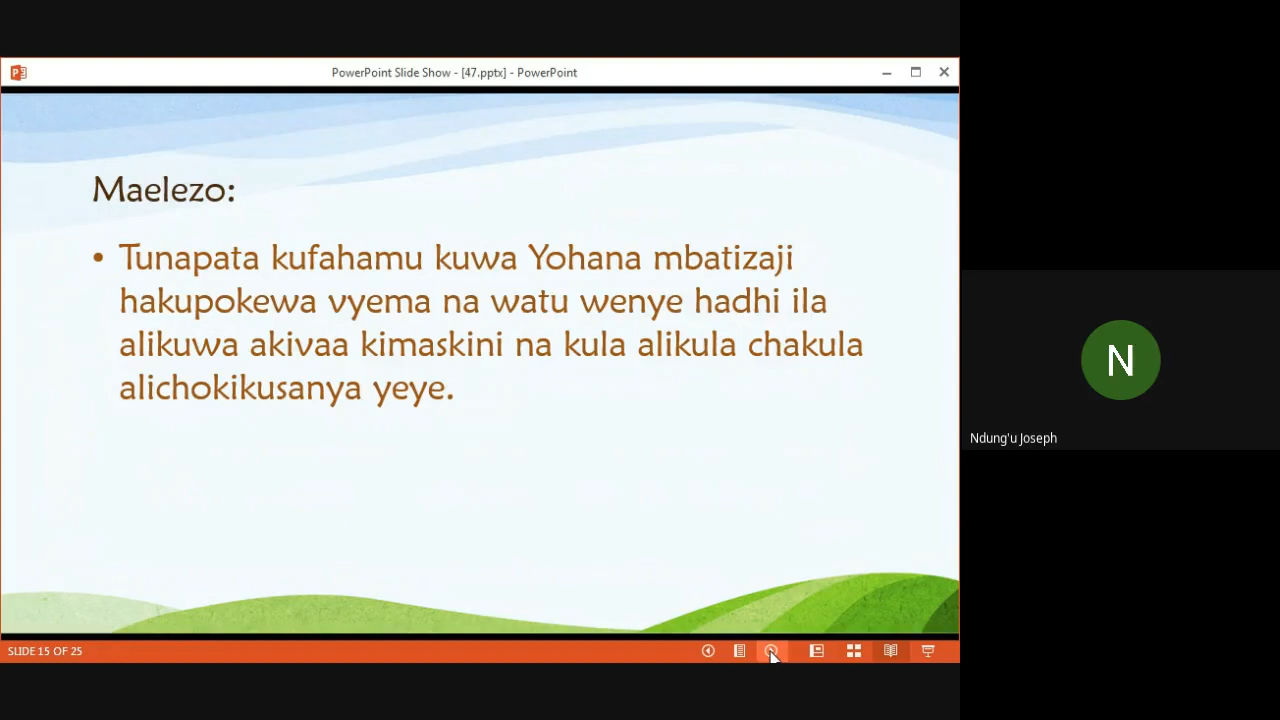 PowerPoint Slide Show - [47.pptx] - PowerPoint
Maelezo:
• Tunapata kufahamu kuwa Yohana mbatizaji
hakupokewa vyema na watu wenye hadhi ila
alikuwa akivaa kimaskini na kula alikula chakula
alichokikusanya yeye.
N
Ndung'u Joseph
SLIDE 15 OF 25